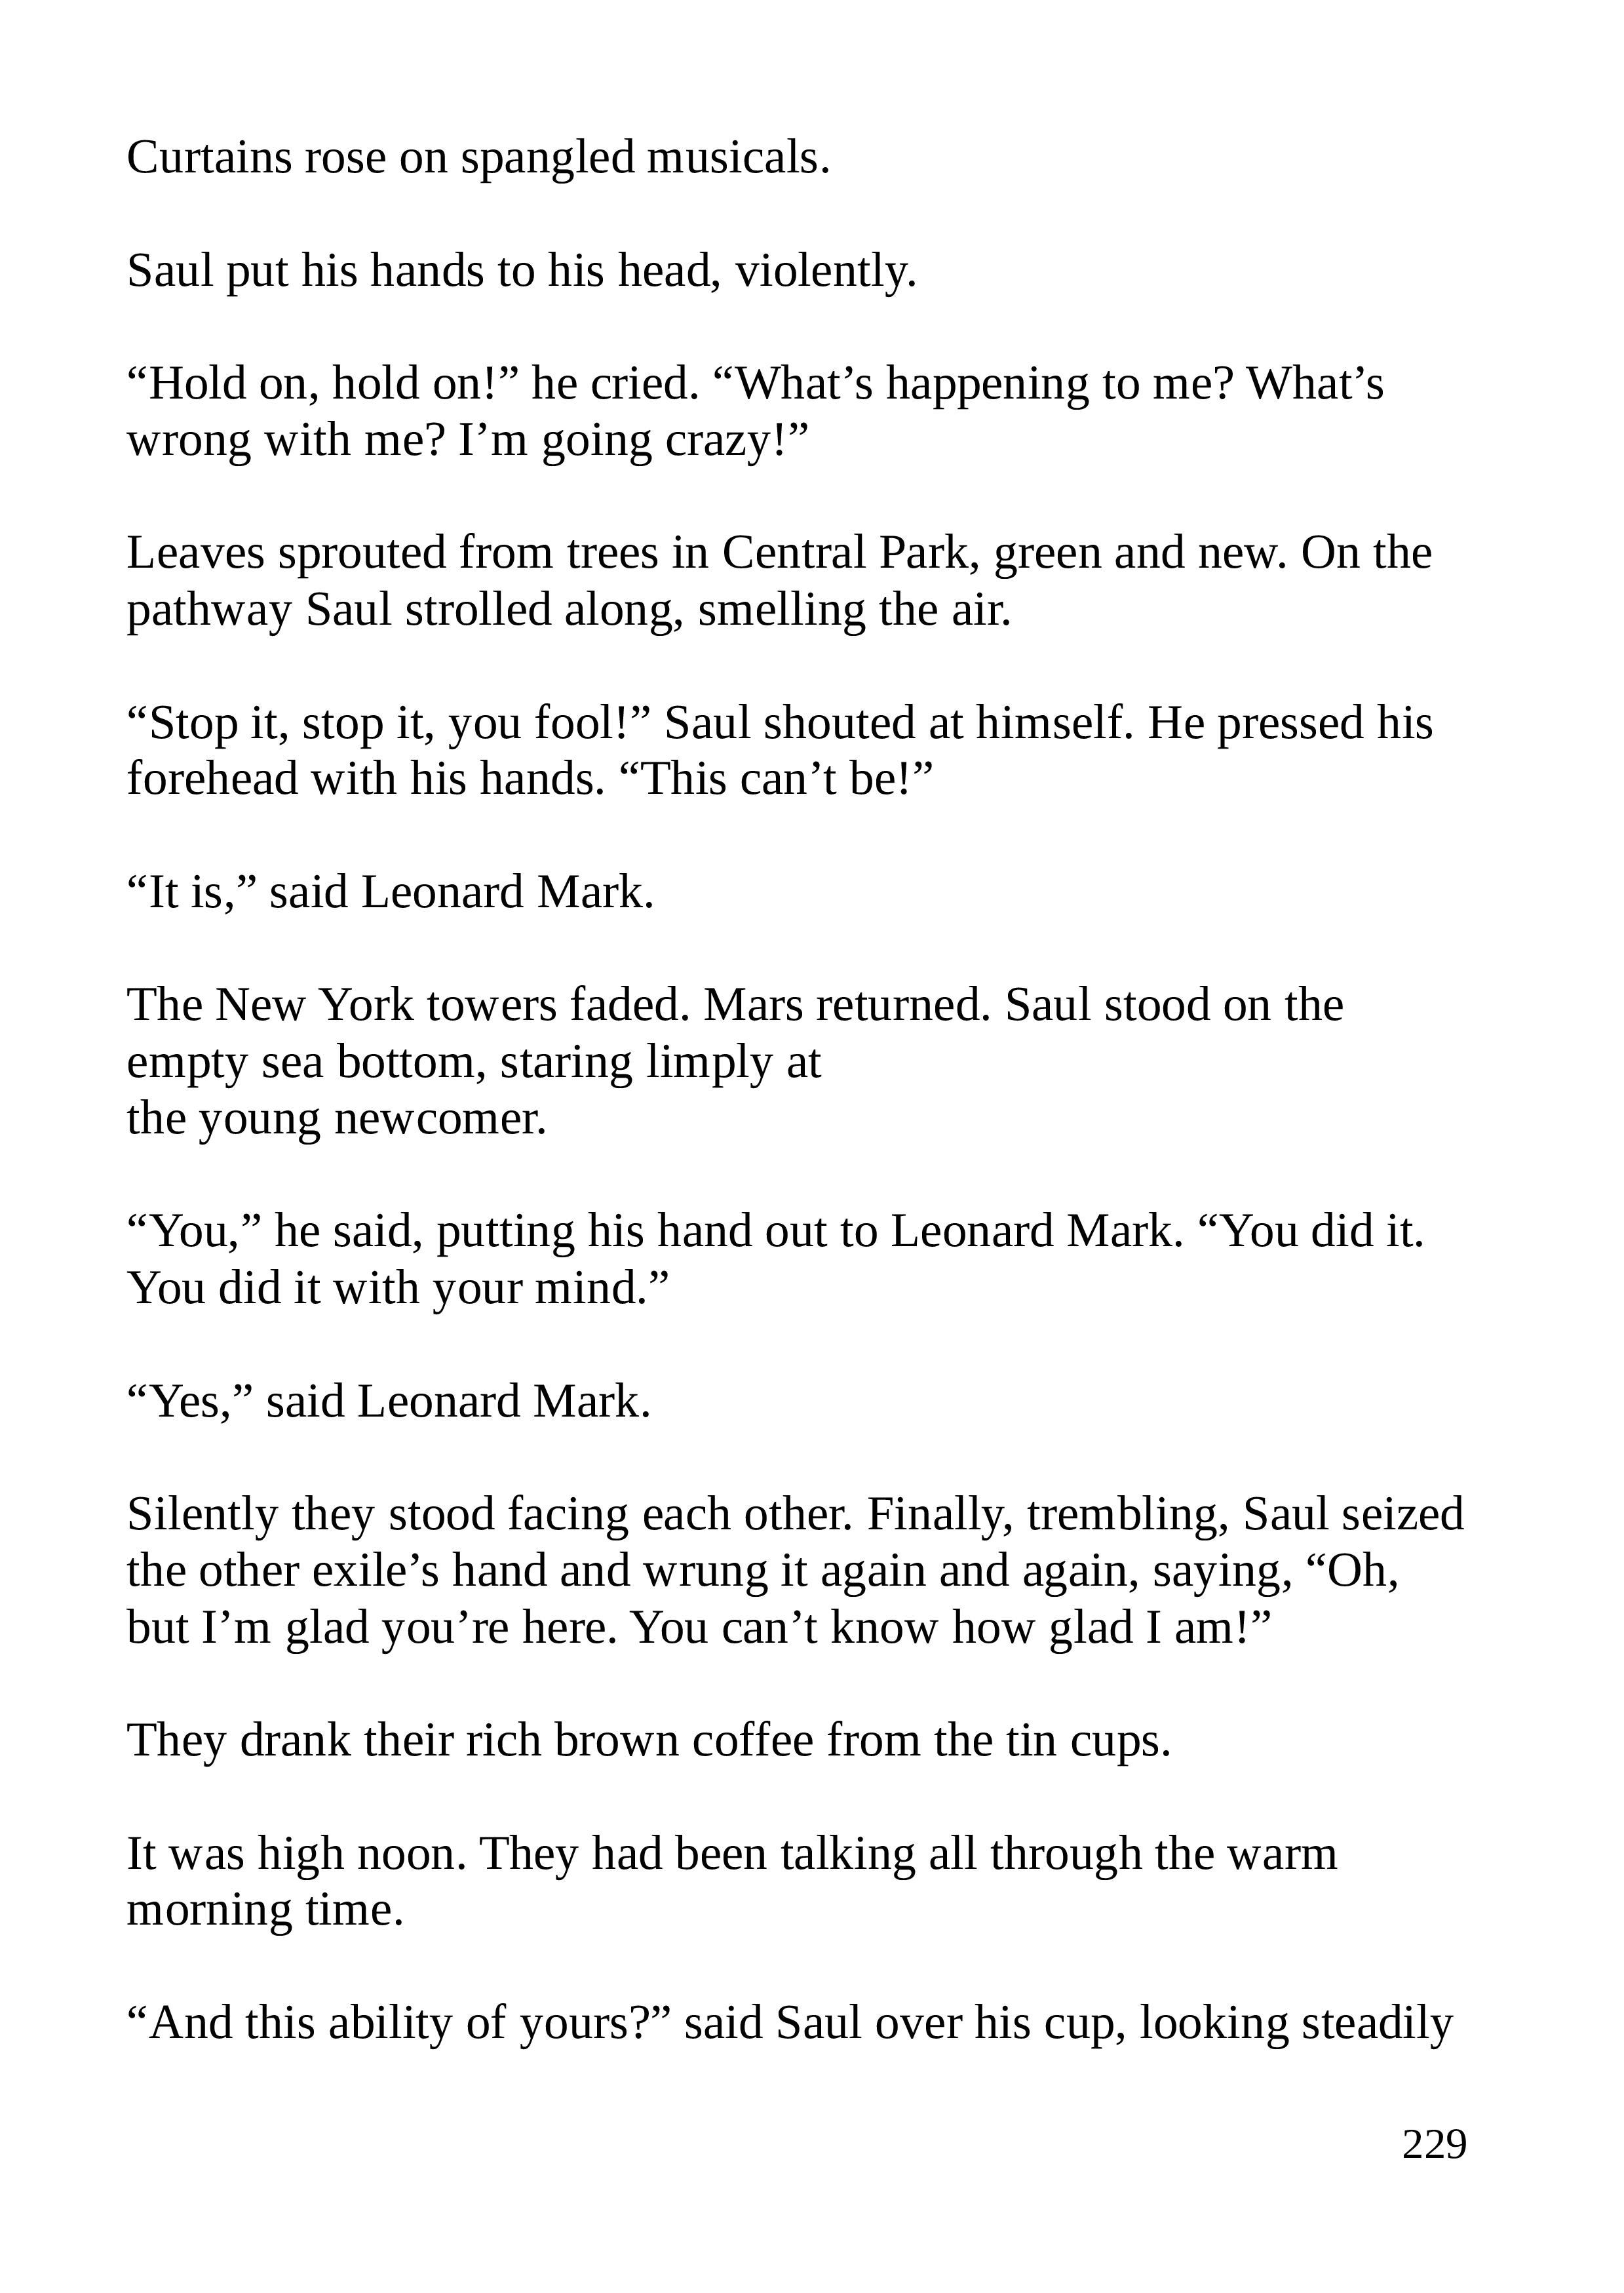 Curtains rose on spangled musicals.
Saul put his hands to his head, violently.
“Hold on, hold on!” he cried. “What’s happening to me? What’s
wrong with me? I’m going crazy!”
Leaves sprouted from trees in Central Park, green and new. On the
pathway Saul strolled along, smelling the air.
“Stop it, stop it, you fool!” Saul shouted at himself. He pressed his
forehead with his hands. “This can’t be!”
“It is,” said Leonard Mark.
The New York towers faded. Mars returned. Saul stood on the
empty sea bottom, staring limply at
the young newcomer.
“You,” he said, putting his hand out to Leonard Mark. “You did it.
You did it with your mind.”
“Yes,” said Leonard Mark.
Silently they stood facing each other. Finally, trembling, Saul seized
the other exile’s hand and wrung it again and again, saying, “Oh,
but I’m glad you’re here. You can’t know how glad I am!”
They drank their rich brown coffee from the tin cups.
It was high noon. They had been talking all through the warm
morning time.
“And this ability of yours?” said Saul over his cup, looking steadily
229